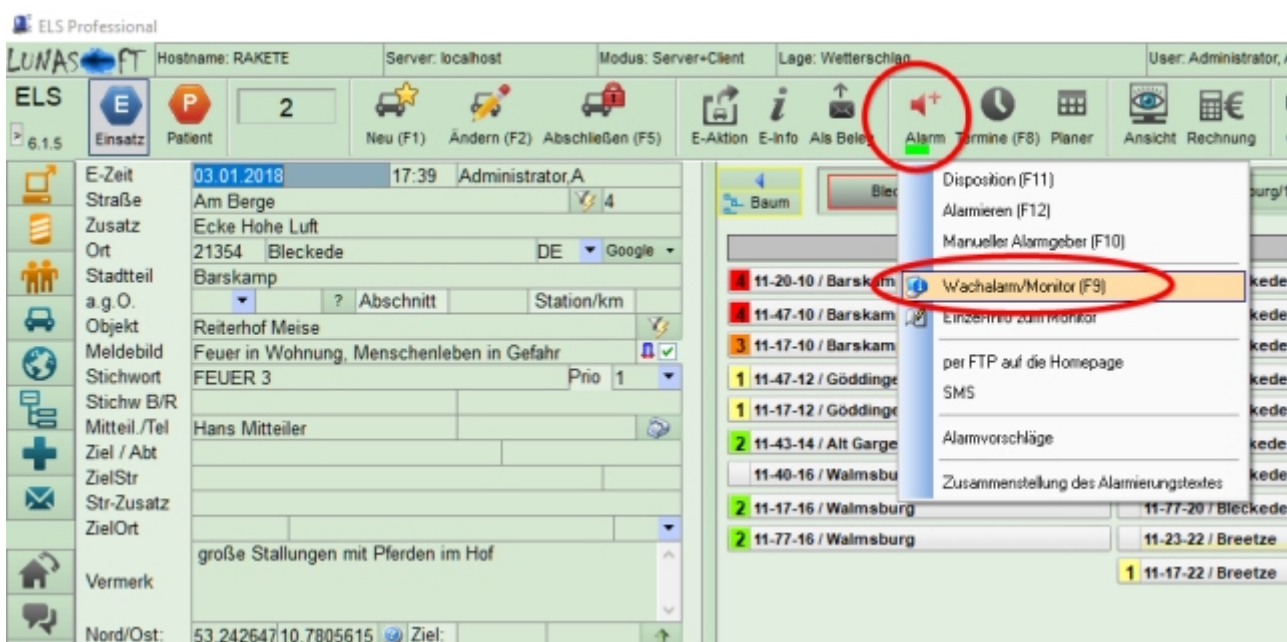 ELS Professional
LUNASOFT Hostname: RAKETE Server: localhost Modus: Server+Client Lage: Wetterschlag User: Administrator,
ELS
6.1.5
E P 2
Einsatz Patient Neu (F1) Ändern (F2) Abschließen (F5) E-Aktion E-Info Als Beleg Alarm Termine (F8) Planer Ansicht Rechnung
E-Zeit 03.01.2018 17:39 Administrator,A
Straße Am Berge 4
Zusatz Ecke Hohe Luft
Ort 21354 Bleckede DE Google
Stadtteil Barskamp
a.g.O. ? Abschnitt Station/km
Objekt Reiterhof Meise
Meldebild Feuer in Wohnung, Menschenleben in Gefahr
Stichwort FEUER 3 Prio 1
Stichw B/R
Mitteil./Tel Hans Mitteiler
Ziel / Abt
ZielStr
Str-Zusatz
ZielOrt
Vermerk große Stallungen mit Pferden im Hof
Nord/Ost: 53.242647 10.7805615 Ziel:
Baum
4 11-20-10 / Barskam
4 11-47-10 / Barskam
3 11-17-10 / Barskam
1 11-47-12 / Göddinge
1 11-17-12 / Göddinge
2 11-43-14 / Alt Garge
11-40-16 / Walmsbu
2 11-17-16 / Walmsburg
2 11-77-16 / Walmsburg
Disposition (F11)
Alarmieren (F12)
Manueller Alarmgeber (F10)
Wachalarm/Monitor (F9)
Einzelinfo zum Monitor
per FTP auf die Homepage
SMS
Alarmvorschläge
Zusammenstellung des Alarmierungstextes
11-77-20 / Bleckede
11-23-22 / Breetze
1 11-17-22 / Breetze